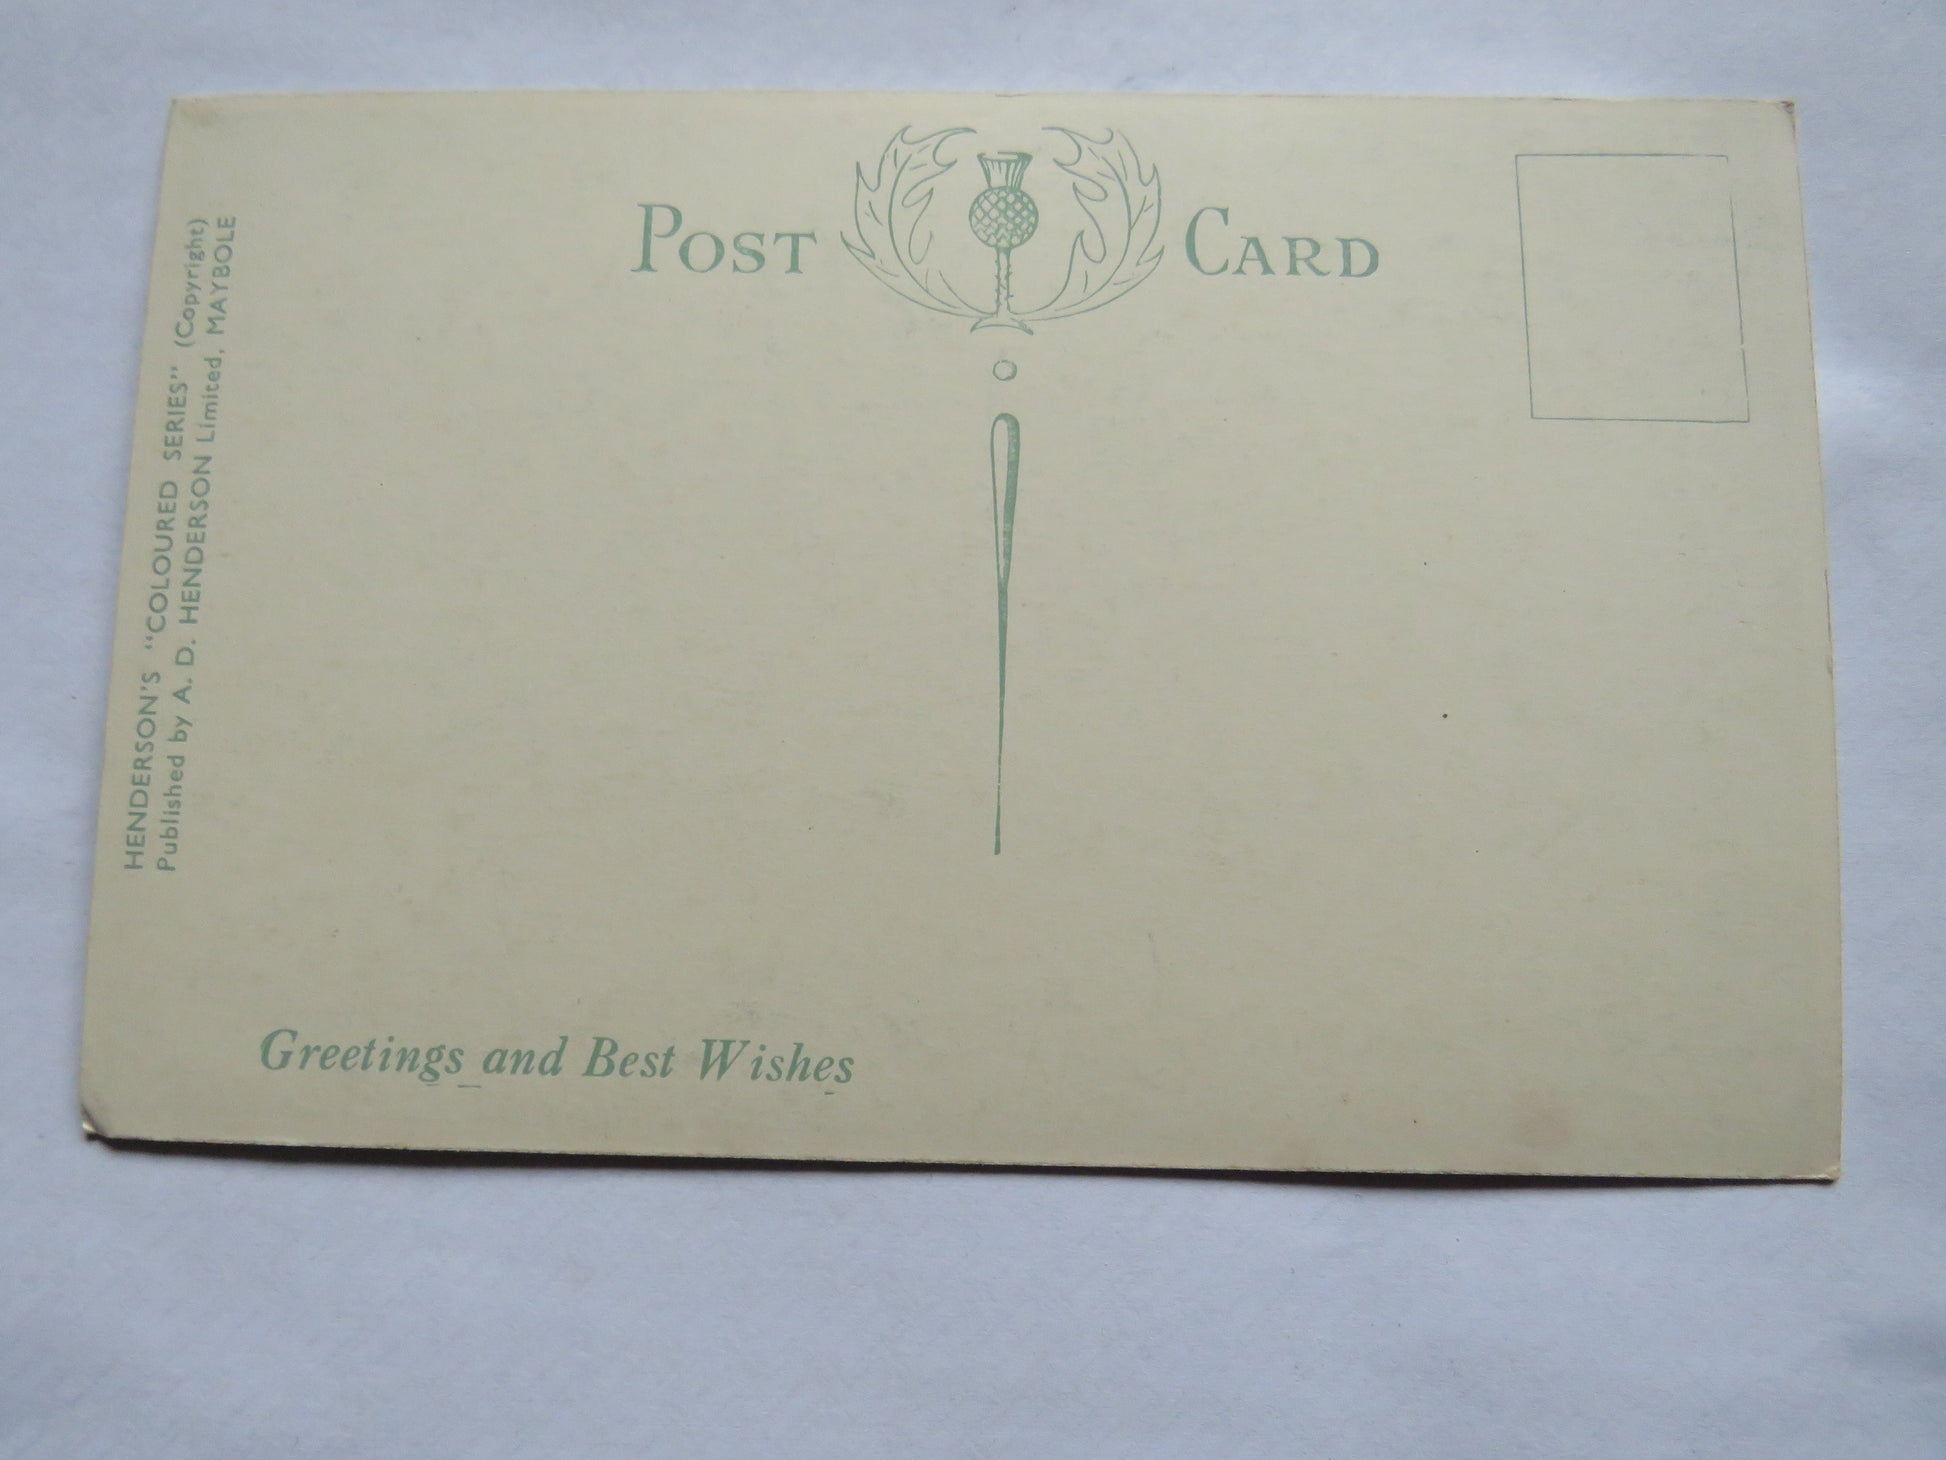 POST CARD
HENDERSON'S "COLOURED SERIES" (Copyright)
Published by A. D. HENDERSON Limited, MAYBOLE
Greetings and Best Wishes